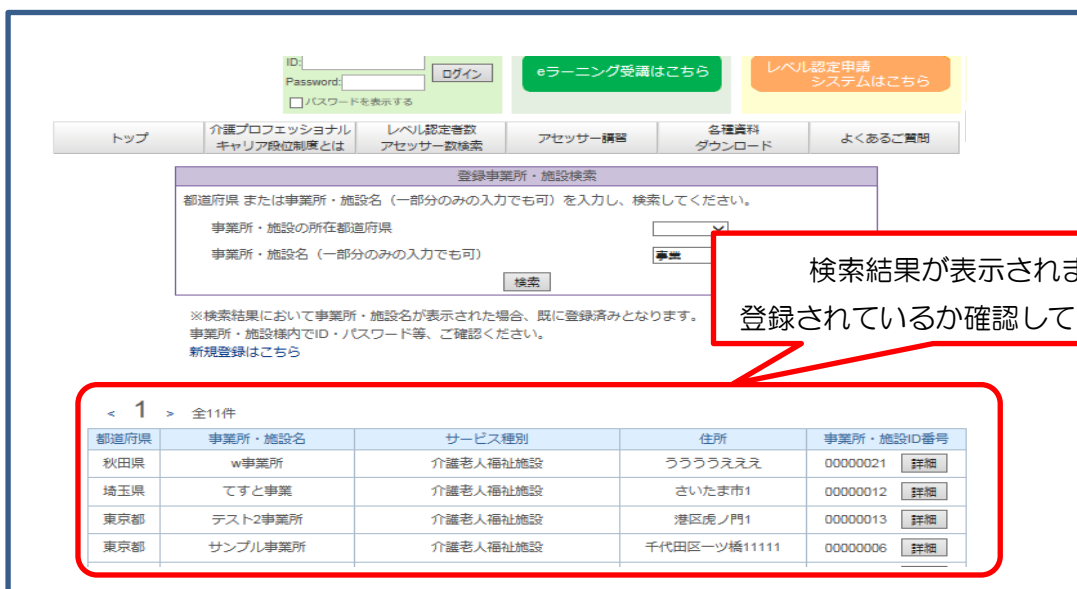 ID:
Password:
ログイン
パスワードを表示する
eラーニング受講はこちら
レベル認定申請
システムはこちら
トップ
介護プロフェッショナル
キャリア段位制度とは
レベル認定者数
アセッサー数検索
アセッサー講習
各種資料
ダウンロード
よくあるご質問
登録事業所・施設検索
都道府県 または事業所・施設名（一部分のみの入力でも可）を入力し、検索してください。
事業所・施設の所在都道府県
事業所・施設名（一部分のみの入力でも可）
事業
検索
検索結果が表示されま
登録されているか確認して
※検索結果において事業所・施設名が表示された場合、既に登録済みとなります。
事業所・施設様内でID・パスワード等、ご確認ください。
新規登録はこちら
< 1 > 全11件
都道府県 事業所・施設名 サービス種別 住所 事業所・施設ID番号
秋田県 w事業所 介護老人福祉施設 ううううえええ 00000021 詳細
埼玉県 てすと事業 介護老人福祉施設 さいたま市1 00000012 詳細
東京都 テスト2事業所 介護老人福祉施設 港区虎ノ門1 00000013 詳細
東京都 サンプル事業所 介護老人福祉施設 千代田区一ツ橋11111 00000006 詳細